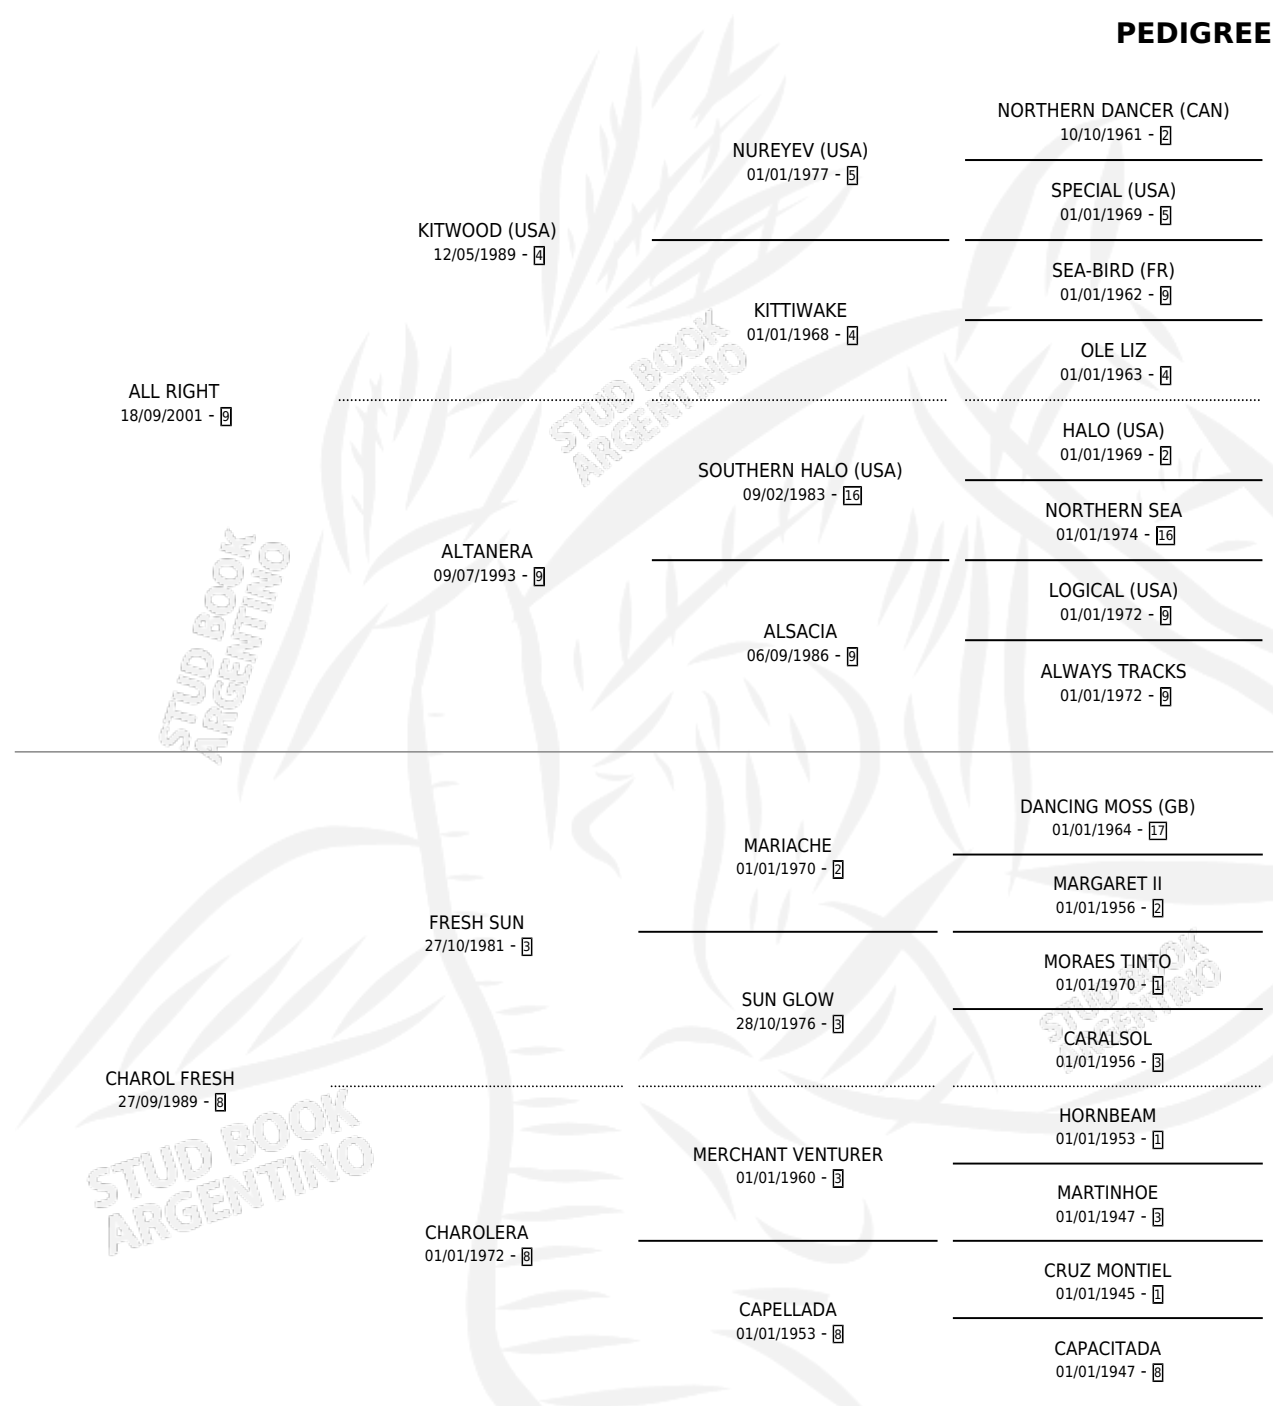 PEDIGREE
NORTHERN DANCER (CAN)
10/10/1961 - 2
NUREYEV (USA)
01/01/1977 - 5
SPECIAL (USA)
01/01/1969 - 5
KITWOOD (USA)
12/05/1989 - 4
SEA-BIRD (FR)
01/01/1962 - 9
KITTIWAKE
01/01/1968 - 4
OLE LIZ
01/01/1963 - 4
ALL RIGHT
18/09/2001 - 9
HALO (USA)
01/01/1969 - 2
SOUTHERN HALO (USA)
09/02/1983 - 16
NORTHERN SEA
01/01/1974 - 16
ALTANERA
09/07/1993 - 9
LOGICAL (USA)
01/01/1972 - 9
ALSACIA
06/09/1986 - 9
ALWAYS TRACKS
01/01/1972 - 9
DANCING MOSS (GB)
01/01/1964 - 17
MARIACHE
01/01/1970 - 2
MARGARET II
01/01/1956 - 2
FRESH SUN
27/10/1981 - 3
MORAES TINTO
01/01/1970 - 1
SUN GLOW
28/10/1976 - 3
CARALSOL
01/01/1956 - 3
CHAROL FRESH
27/09/1989 - 8
HORNBEAM
01/01/1953 - 1
MERCHANT VENTURER
01/01/1960 - 3
MARTINHOE
01/01/1947 - 3
CHAROLERA
01/01/1972 - 8
CRUZ MONTIEL
01/01/1945 - 1
CAPELLADA
01/01/1953 - 8
CAPACITADA
01/01/1947 - 8
STUD BOOK
ARGENTINO
STUD BOOK
ARGENTINO
STUD BOOK
ARGENTINO
STUD BOOK
ARGENTINO